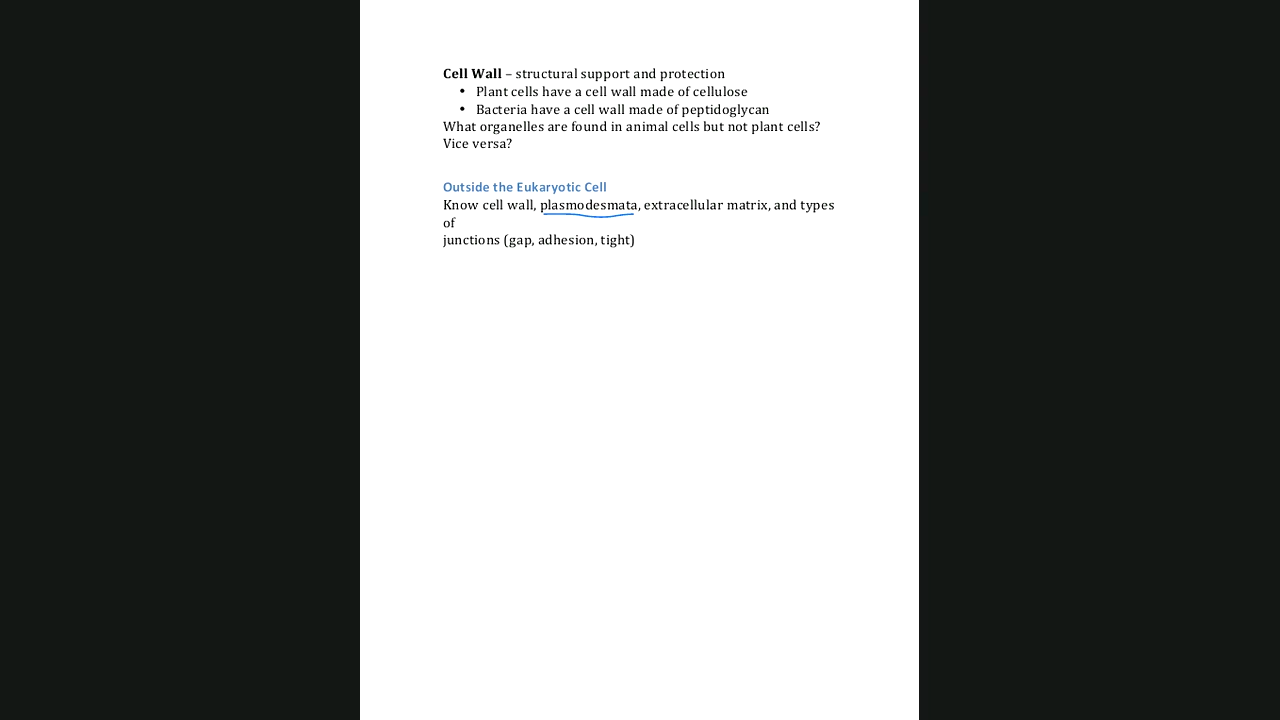 Cell Wall – structural support and protection
• Plant cells have a cell wall made of cellulose
• Bacteria have a cell wall made of peptidoglycan
What organelles are found in animal cells but not plant cells?
Vice versa?
Outside the Eukaryotic Cell
Know cell wall, plasmodesmata, extracellular matrix, and types
of
junctions (gap, adhesion, tight)